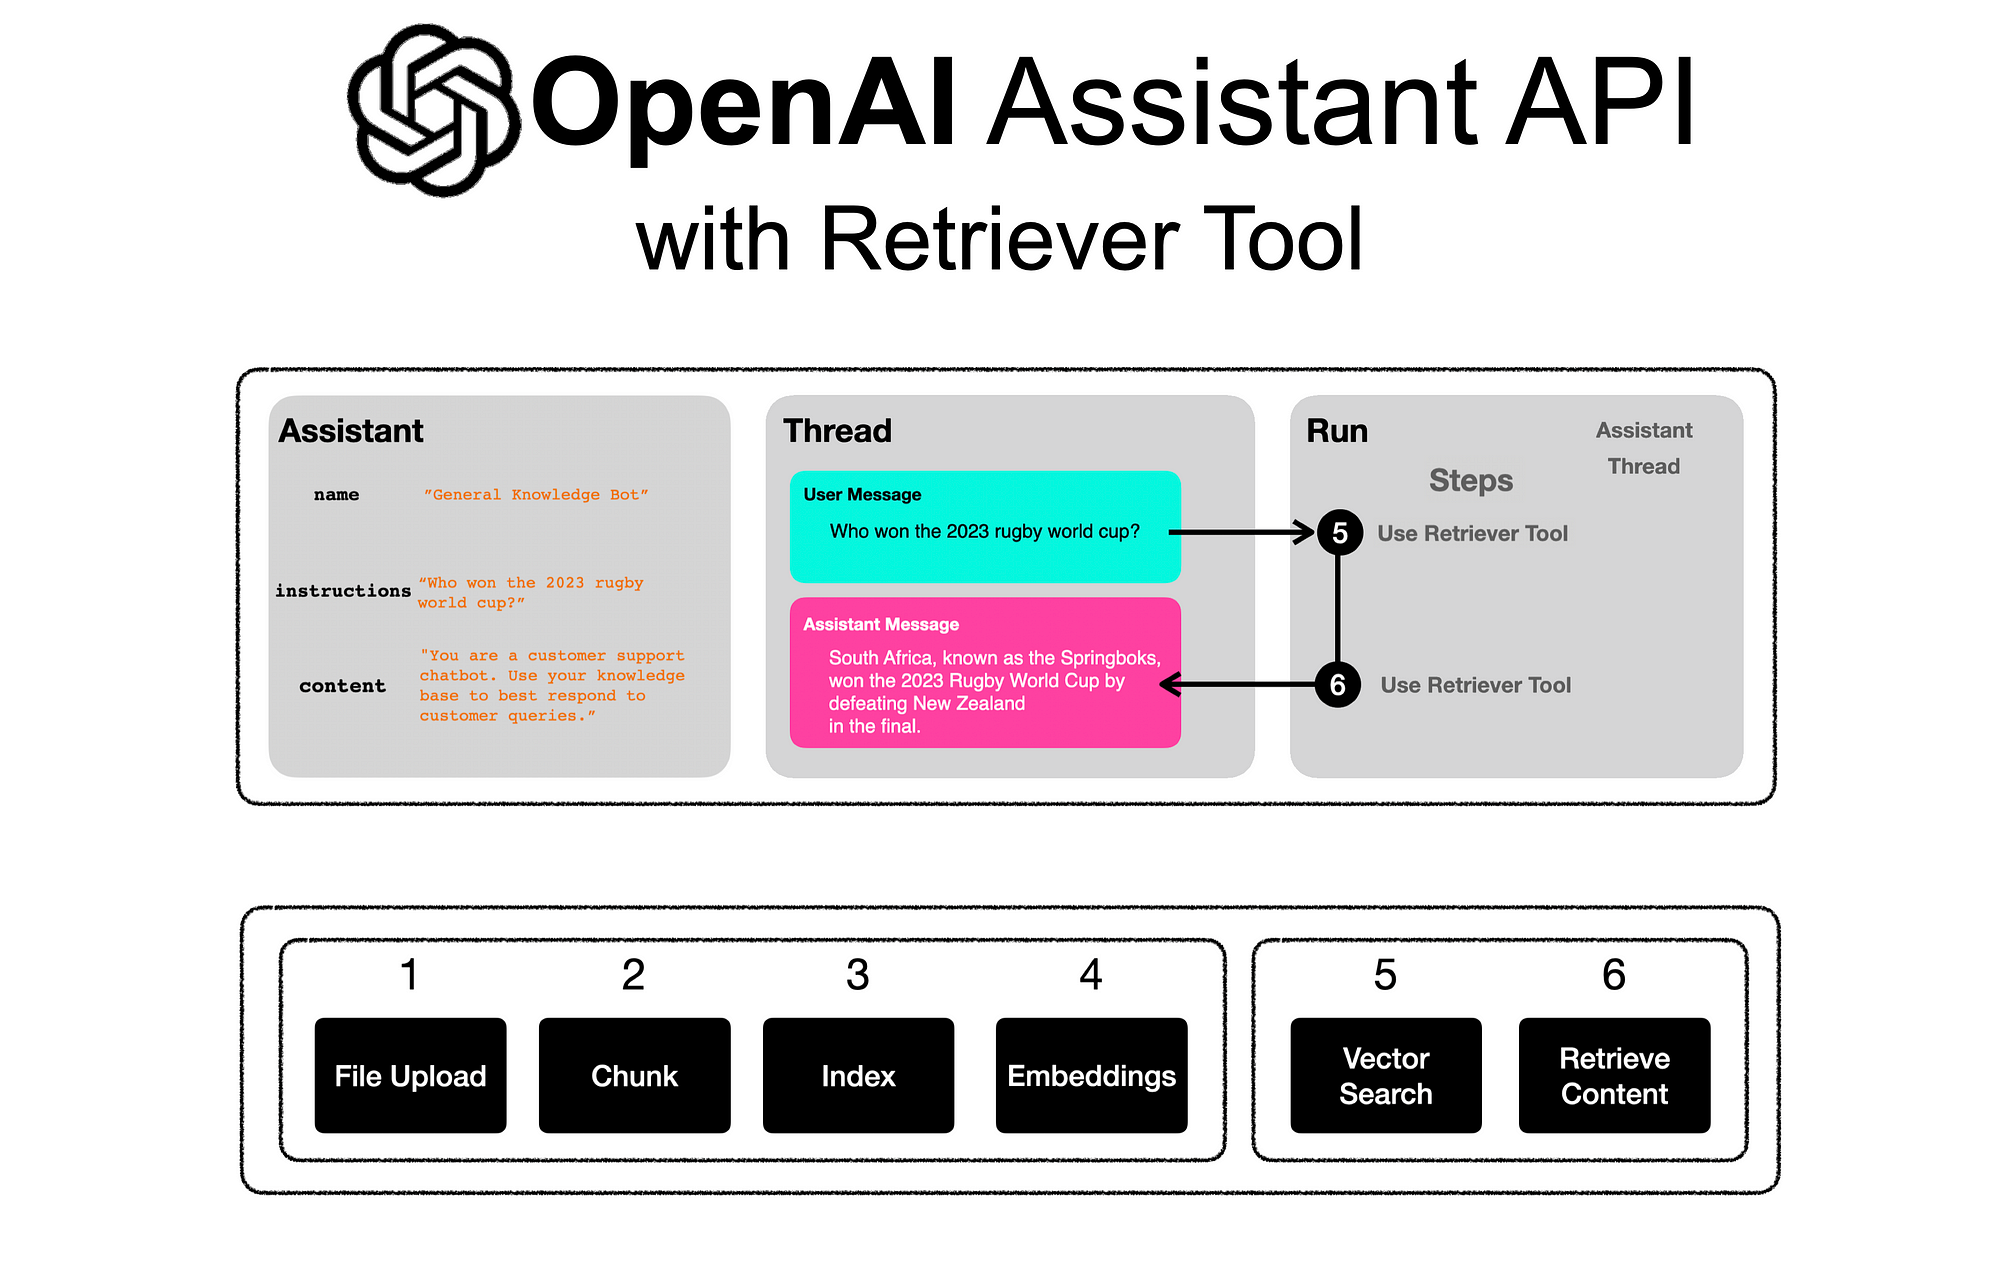 OpenAI Assistant API
with Retriever Tool
Assistant
name
”General Knowledge Bot”
instructions
“Who won the 2023 rugby
world cup?”
content
"You are a customer support
chatbot. Use your knowledge
base to best respond to
customer queries.”
Thread
User Message
Who won the 2023 rugby world cup?
Assistant Message
South Africa, known as the Springboks,
won the 2023 Rugby World Cup by
defeating New Zealand
in the final.
Run
Assistant
Thread
Steps
5 Use Retriever Tool
6 Use Retriever Tool
1
File Upload
2
Chunk
3
Index
4
Embeddings
5
Vector
Search
6
Retrieve
Content